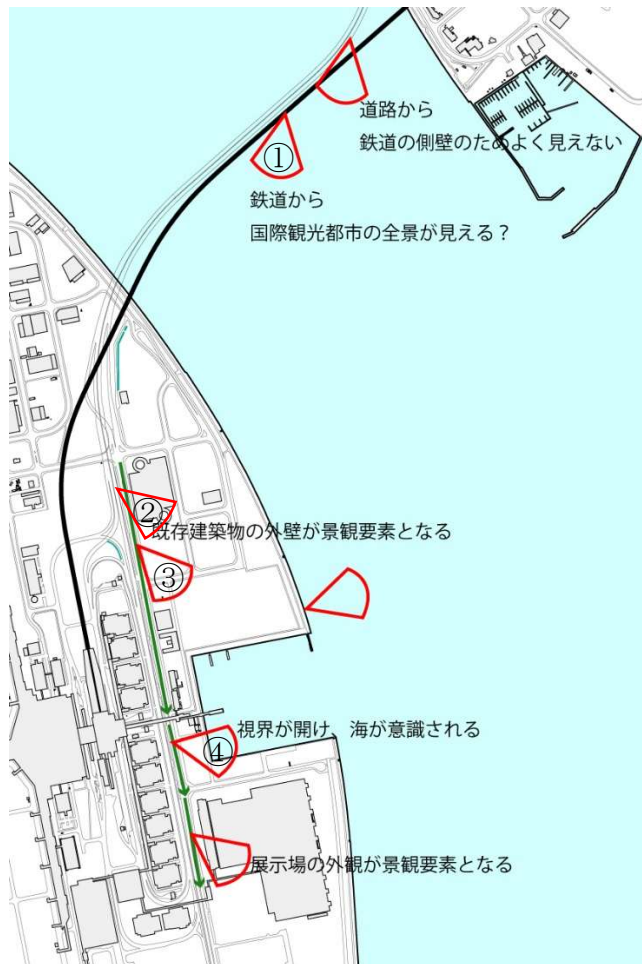 道路から
鉄道の側壁のためよく見えない
①
鉄道から
国際観光都市の全景が見える？
②
既存建築物の外壁が景観要素となる
③
視界が開け、海が意識される
④
展示場の外観が景観要素となる